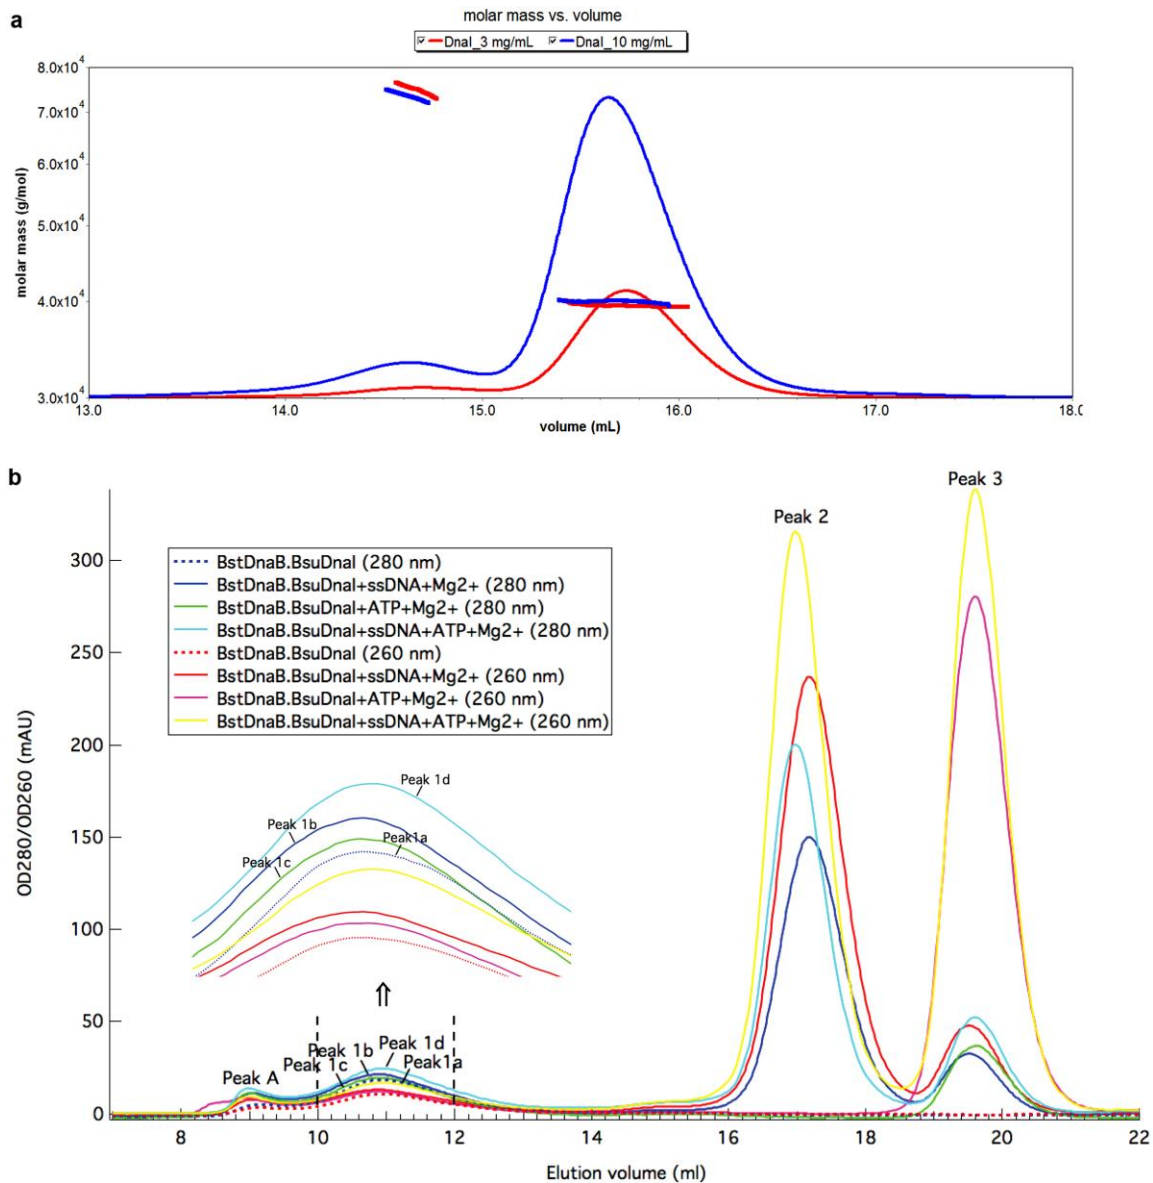 a
molar mass vs. volume
DnaI_3 mg/mL DnaI_10 mg/mL
8.0x10⁴
7.0x10⁴
6.0x10⁴
5.0x10⁴
4.0x10⁴
3.0x10⁴
molar mass (g/mol)
13.0 14.0 15.0 16.0 17.0 18.0
volume (mL)
b
Peak 3
Peak 2
BstDnaB.BsuDnaI (280 nm)
BstDnaB.BsuDnaI+ssDNA+Mg2+ (280 nm)
BstDnaB.BsuDnaI+ATP+Mg2+ (280 nm)
BstDnaB.BsuDnaI+ssDNA+ATP+Mg2+ (280 nm)
BstDnaB.BsuDnaI (260 nm)
BstDnaB.BsuDnaI+ssDNA+Mg2+ (260 nm)
BstDnaB.BsuDnaI+ATP+Mg2+ (260 nm)
BstDnaB.BsuDnaI+ssDNA+ATP+Mg2+ (260 nm)
300
250
200
150
100
50
0
OD280/OD260 (mAU)
Peak 1d
Peak 1b
Peak1a
Peak 1c
⇑
Peak 1d
Peak 1b
Peak1a
Peak 1c
Peak A
8 10 12 14 16 18 20 22
Elution volume (ml)